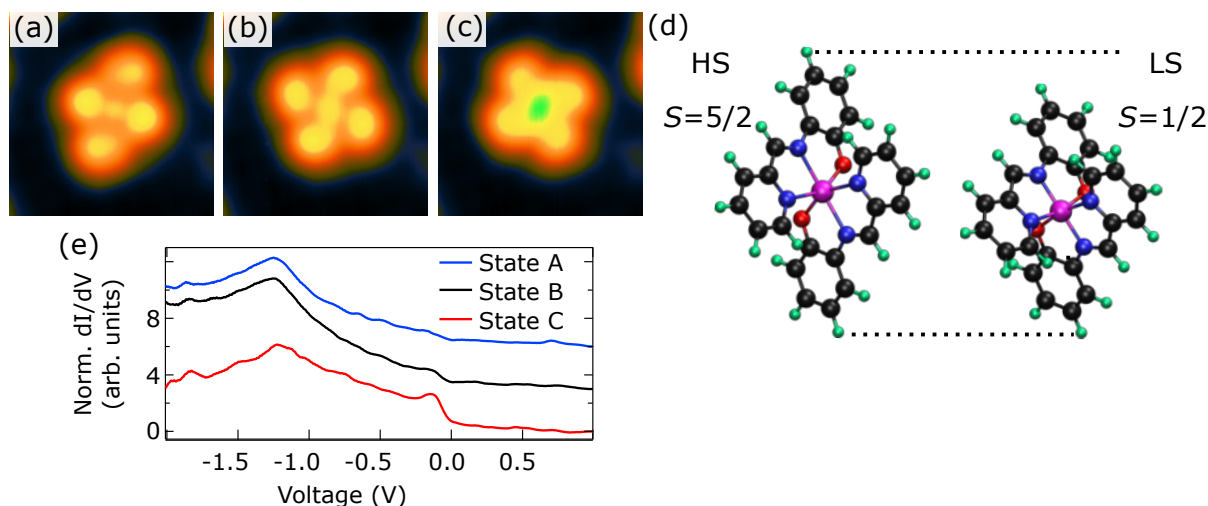 (a)
(b)
(c)
(d)
HS
LS
S=5/2
S=1/2
(e)
Norm. dI/dV
(arb. units)
8
4
0
State A
State B
State C
-1.5
-1.0
-0.5
0.0
0.5
Voltage (V)